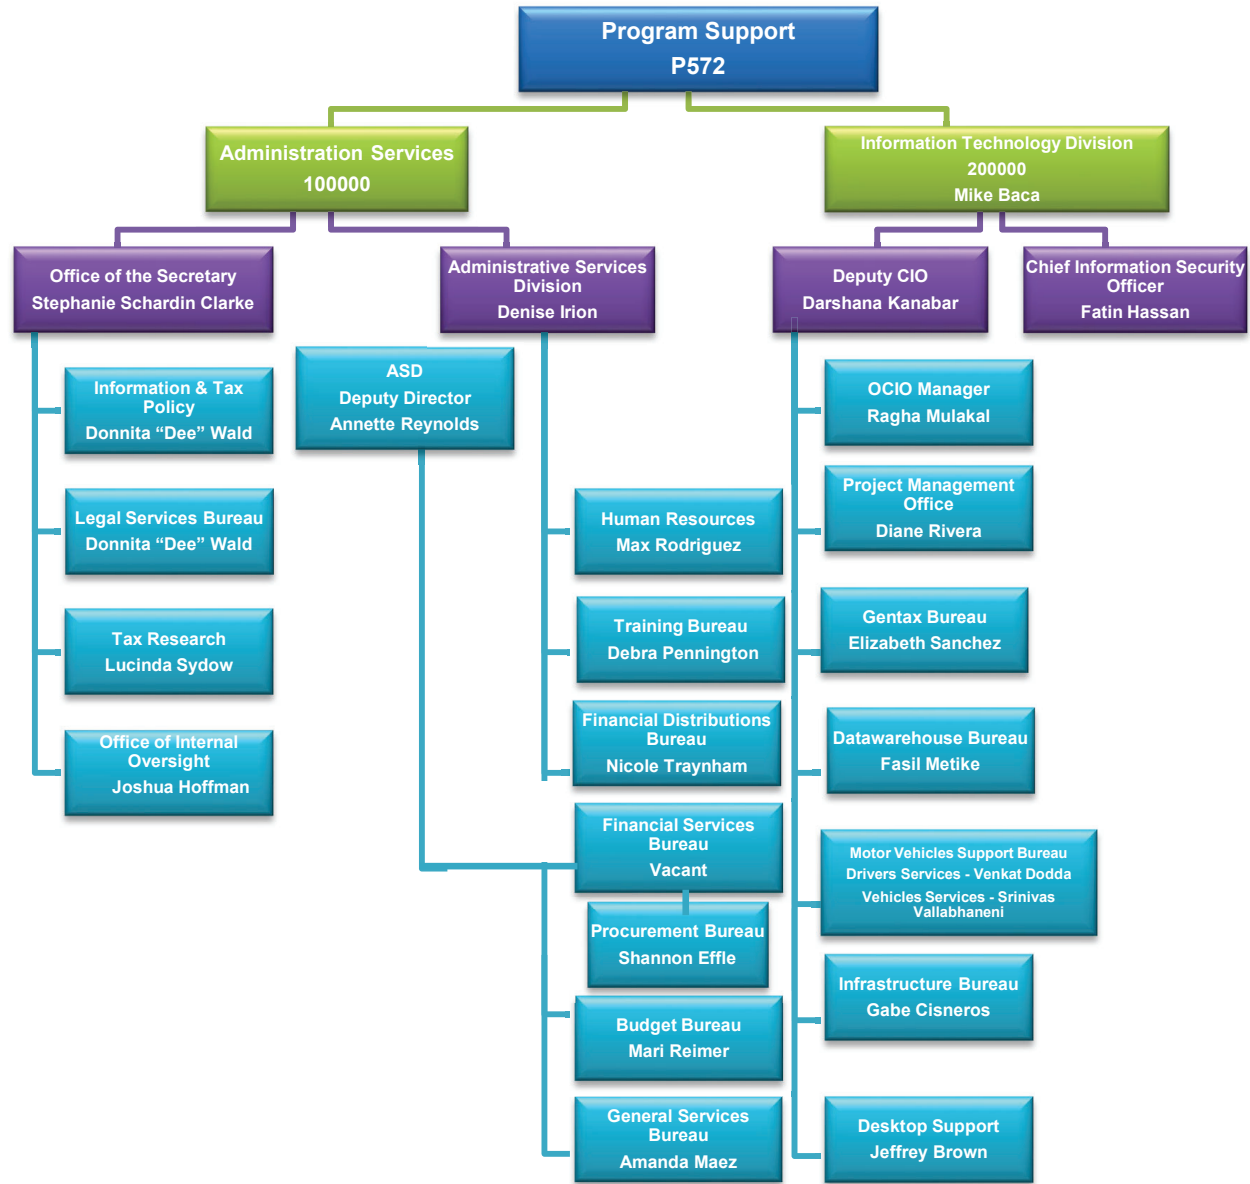 Program Support
P572
Administration Services
100000
Information Technology Division
200000
Mike Baca
Office of the Secretary
Stephanie Schardin Clarke
Administrative Services
Division
Denise Irion
Deputy CIO
Darshana Kanabar
Chief Information Security
Officer
Fatin Hassan
ASD
Deputy Director
Annette Reynolds
Information & Tax
Policy
Donnita “Dee” Wald
Legal Services Bureau
Donnita “Dee” Wald
Tax Research
Lucinda Sydow
Office of Internal
Oversight
Joshua Hoffman
Human Resources
Max Rodriguez
Training Bureau
Debra Pennington
Financial Distributions
Bureau
Nicole Traynham
Financial Services
Bureau
Vacant
Procurement Bureau
Shannon Effle
Budget Bureau
Mari Reimer
General Services
Bureau
Amanda Maez
OCIO Manager
Ragha Mulakal
Project Management
Office
Diane Rivera
Gentax Bureau
Elizabeth Sanchez
Datawarehouse Bureau
Fasil Metike
Motor Vehicles Support Bureau
Drivers Services - Venkat Dodda
Vehicles Services - Srinivas
Vallabhaneni
Infrastructure Bureau
Gabe Cisneros
Desktop Support
Jeffrey Brown